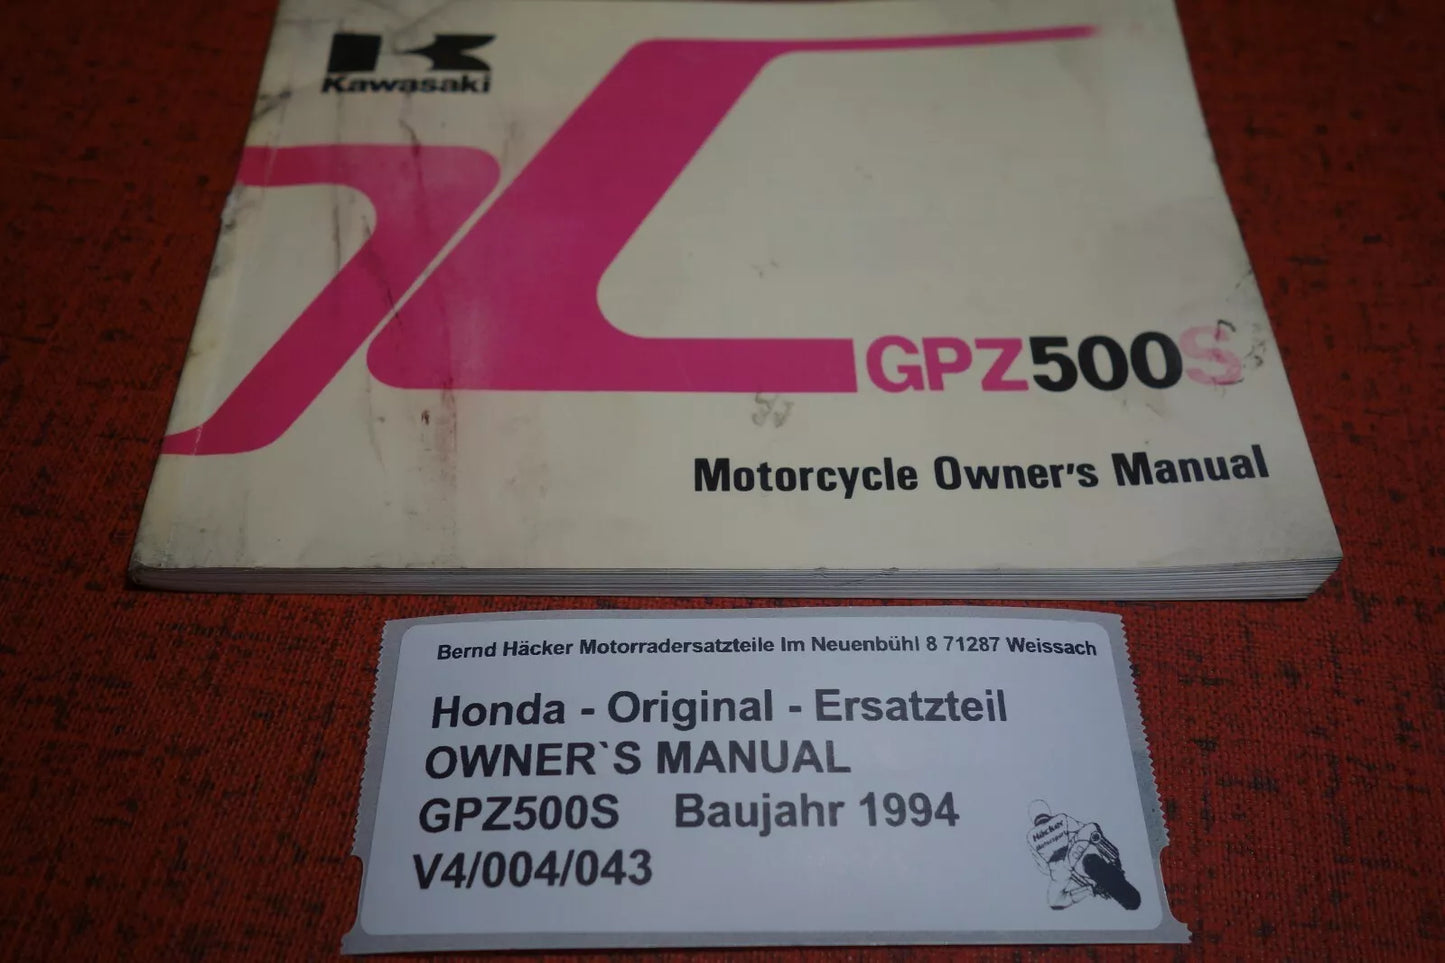 Kawasaki
GPZ500S
Motorcycle Owner's Manual
Bernd Häcker Motorradersatzteile Im Neuenbühl 8 71287 Weissach
Honda - Original - Ersatzteil
OWNER`S MANUAL
GPZ500S Baujahr 1994
V4/004/043
Häcker